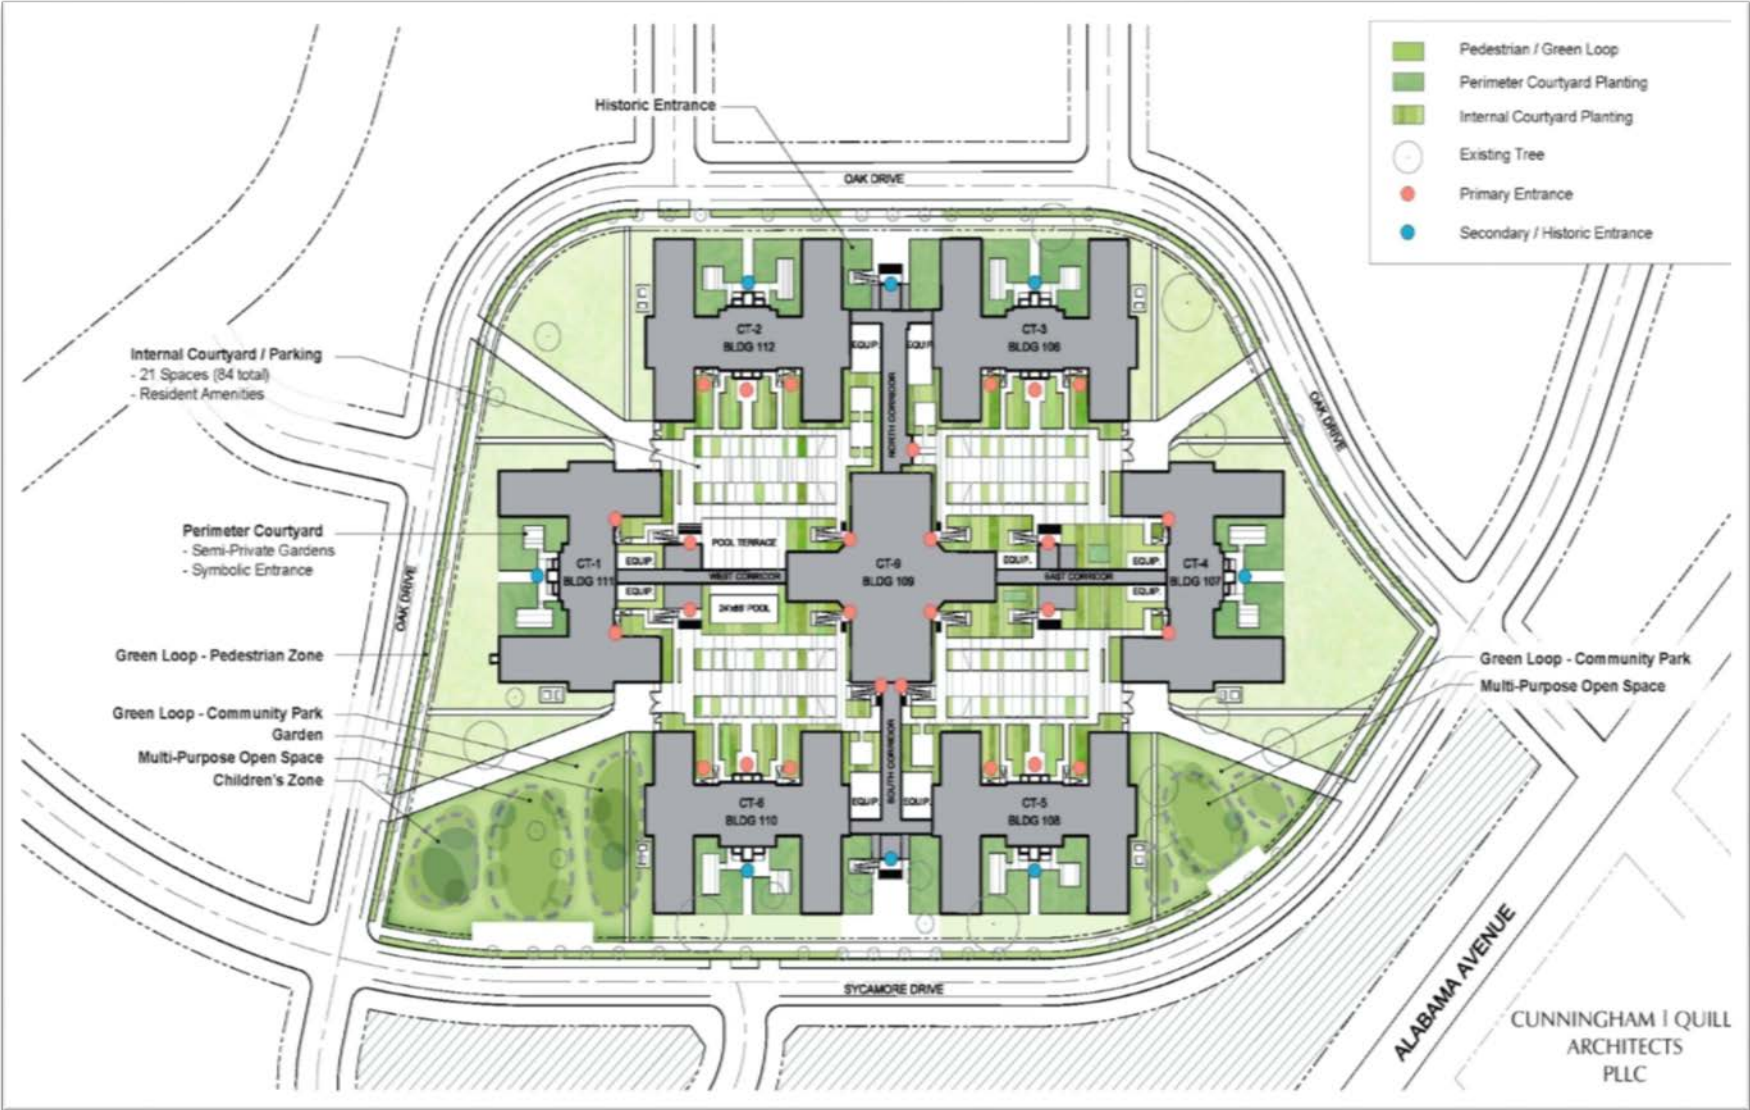 Pedestrian / Green Loop
Perimeter Courtyard Planting
Internal Courtyard Planting
Existing Tree
Primary Entrance
Secondary / Historic Entrance
Historic Entrance
OAK DRIVE
CT-2
BLDG 112
CT-3
BLDG 106
EQUIP.
EQUIP.
NORTH CORRIDOR
Internal Courtyard / Parking
- 21 Spaces (84 total)
- Resident Amenities
OAK DRIVE
Perimeter Courtyard
- Semi-Private Gardens
- Symbolic Entrance
POOL TERRACE
CT-1
BLDG 111
EQUIP.
EQUIP.
WEST CORRIDOR
CT-9
BLDG 109
EQUIP.
EAST CORRIDOR
EQUIP.
EQUIP.
CT-4
BLDG 107
OAK DRIVE
24'x68' POOL
Green Loop - Pedestrian Zone
Green Loop - Community Park
Garden
Multi-Purpose Open Space
Children's Zone
Green Loop - Community Park
Multi-Purpose Open Space
SOUTH CORRIDOR
EQUIP.
EQUIP.
CT-6
BLDG 110
CT-5
BLDG 108
SYCAMORE DRIVE
ALABAMA AVENUE
CUNNINGHAM | QUILL
ARCHITECTS
PLLC